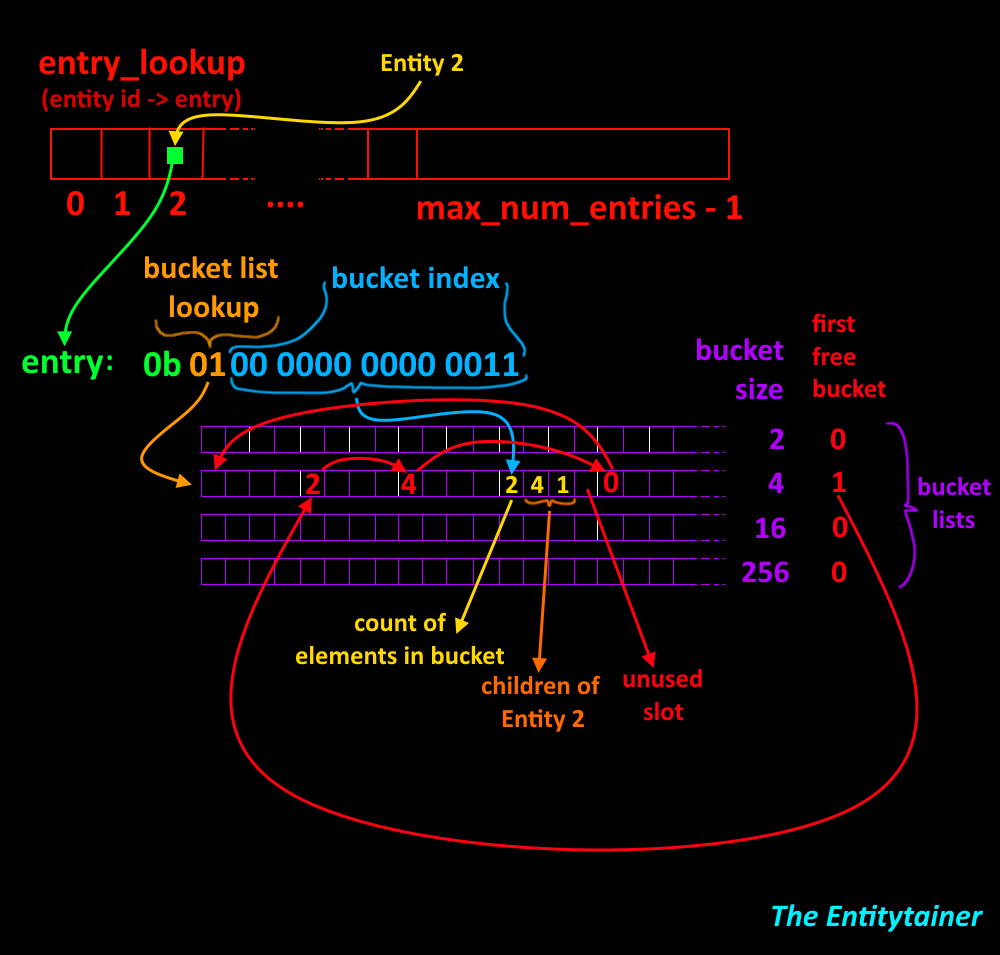 entry_lookup
(entity id -> entry)
Entity 2
0 1 2 .... max_num_entries - 1
bucket list
lookup
bucket index
entry: 0b 01 00 0000 0000 0011
bucket
size
first
free
bucket
2 0
2 4 2 4 1 0 4 1
16 0
256 0
bucket
lists
count of
elements in bucket
children of
Entity 2
unused
slot
The Entitytainer